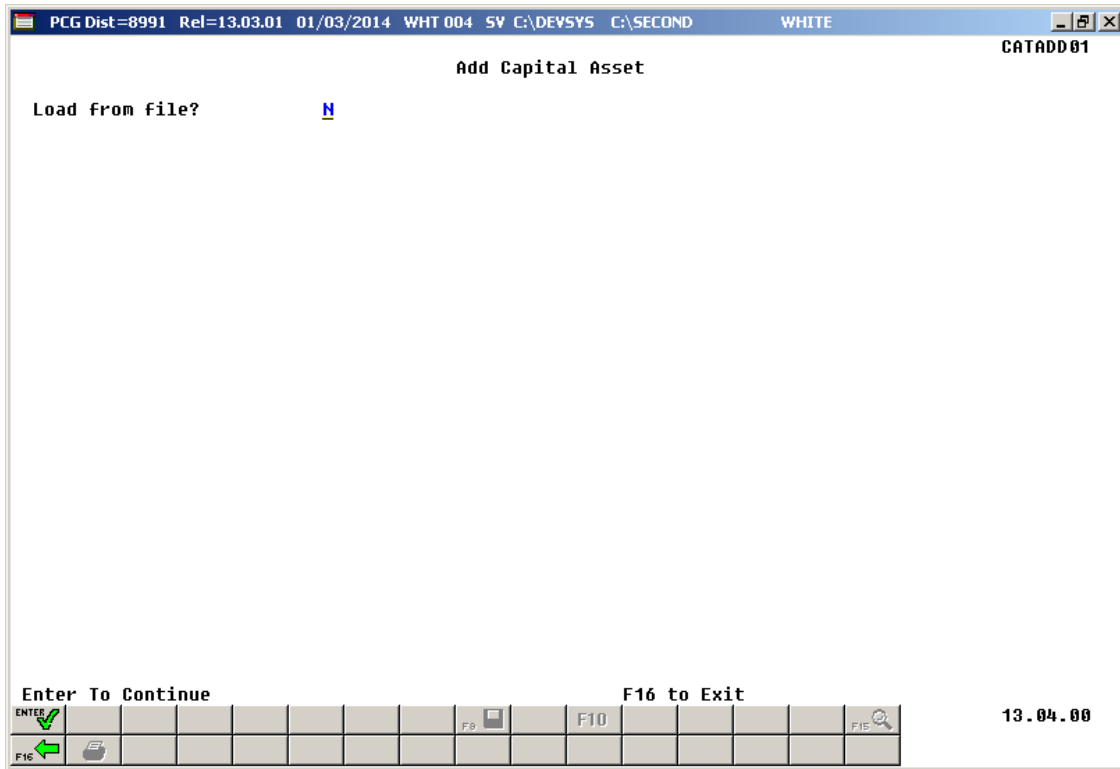 PCG Dist=8991 Rel=13.03.01 01/03/2014 WHT 004 SV C:\DEVSYS C:\SECOND WHITE
CATADD01
Add Capital Asset
Load from file? N
Enter To Continue F16 to Exit
ENTER F9 F10 F15 13.04.00
F16